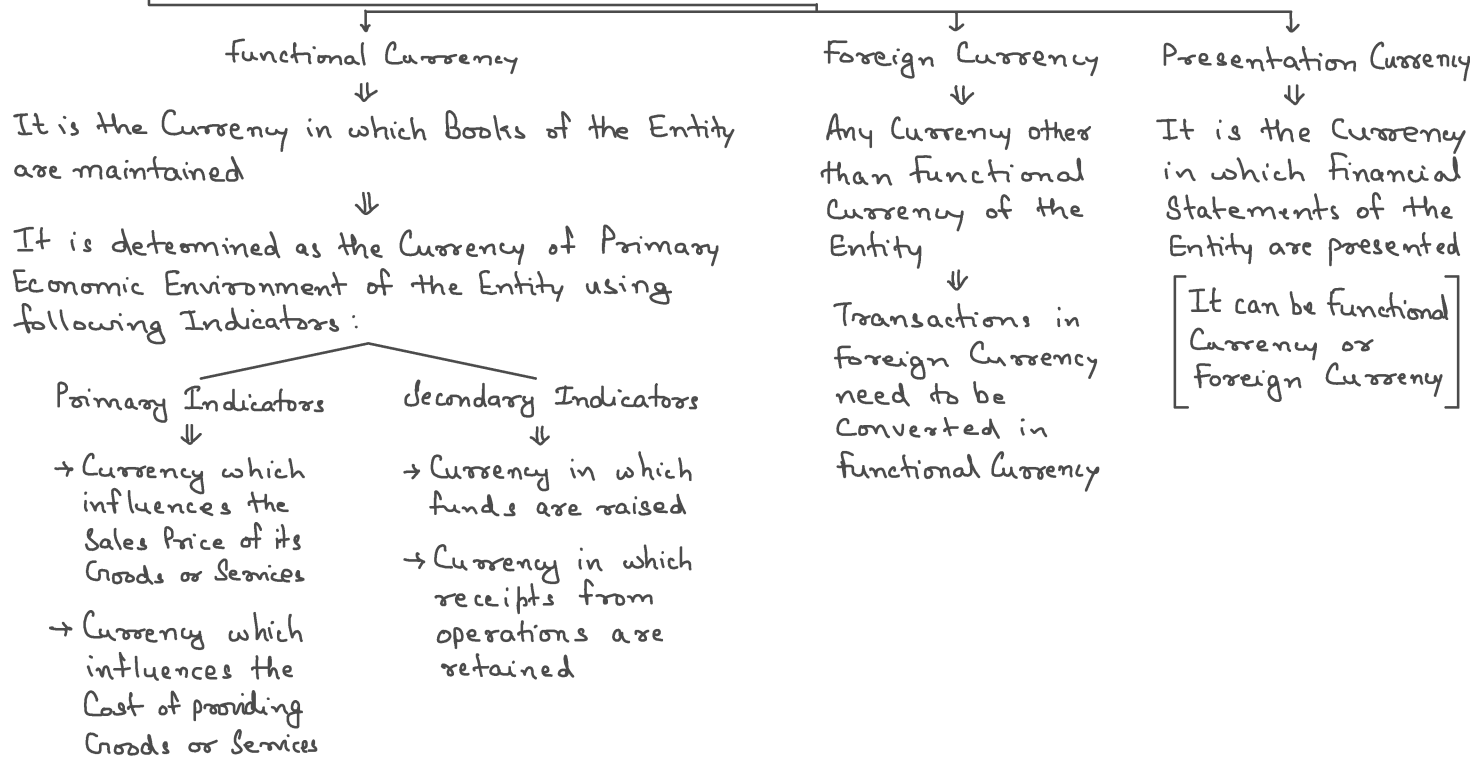 Functional Currency
It is the Currency in which Books of the Entity
are maintained
It is determined as the Currency of Primary
Economic Environment of the Entity using
following Indicators :
Primary Indicators
→ Currency which
influences the
Sales Price of its
Goods or Services
→ Currency which
influences the
Cost of providing
Goods or Services
Secondary Indicators
→ Currency in which
funds are raised
→ Currency in which
receipts from
operations are
retained
Foreign Currency
Any Currency other
than Functional
Currency of the
Entity
Transactions in
Foreign Currency
need to be
Converted in
Functional Currency
Presentation Currency
It is the Currency
in which Financial
Statements of the
Entity are presented
[It can be Functional
Currency or
Foreign Currency]